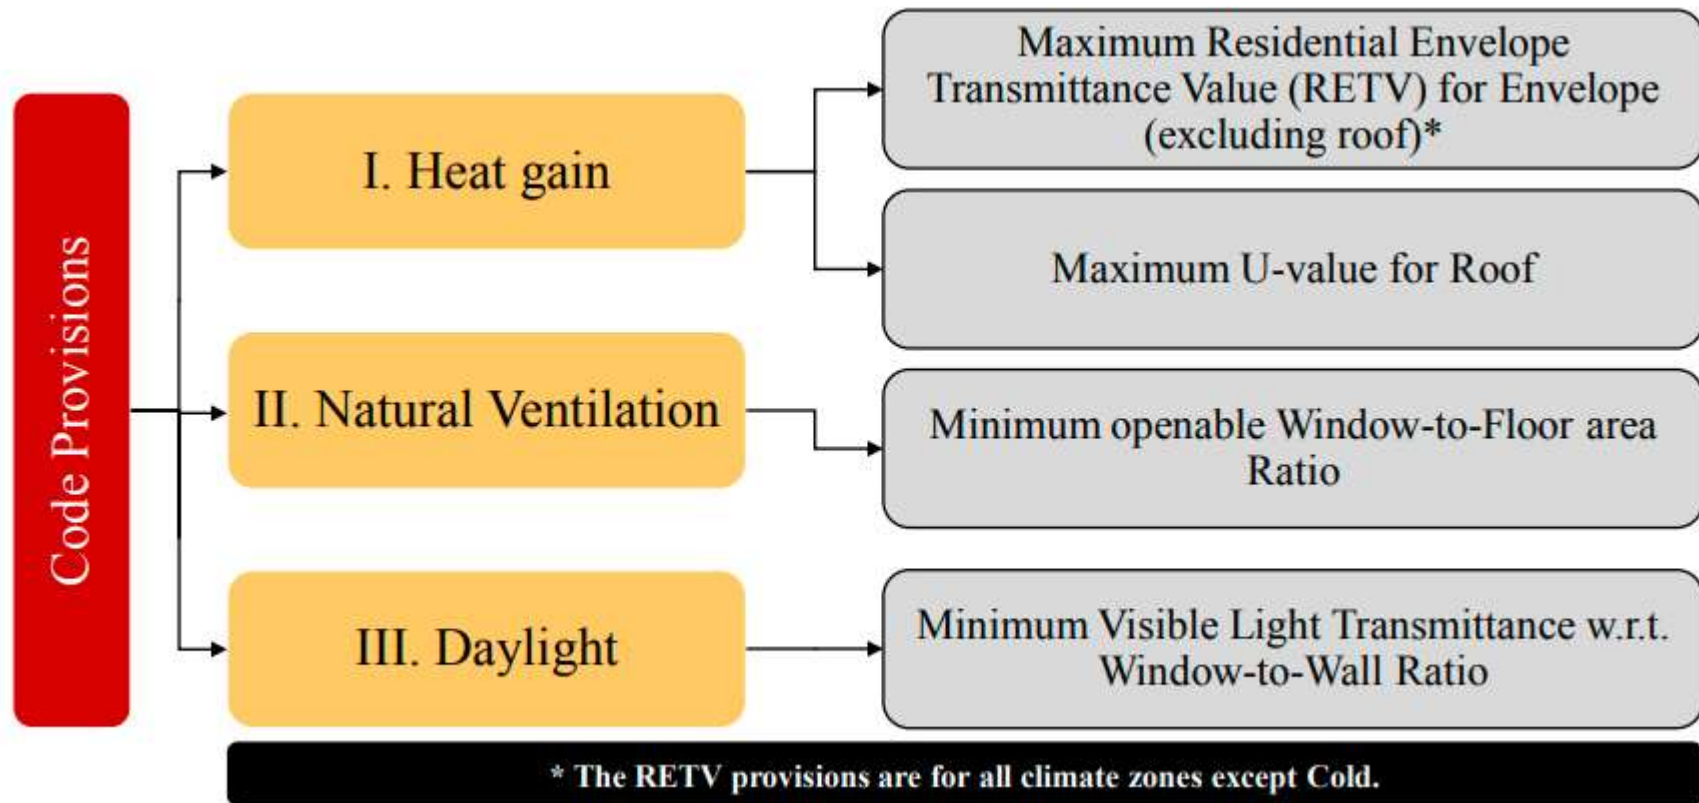 Code Provisions
I. Heat gain
Maximum Residential Envelope
Transmittance Value (RETV) for Envelope
(excluding roof)*
Maximum U-value for Roof
II. Natural Ventilation
Minimum openable Window-to-Floor area
Ratio
III. Daylight
Minimum Visible Light Transmittance w.r.t.
Window-to-Wall Ratio
* The RETV provisions are for all climate zones except Cold.